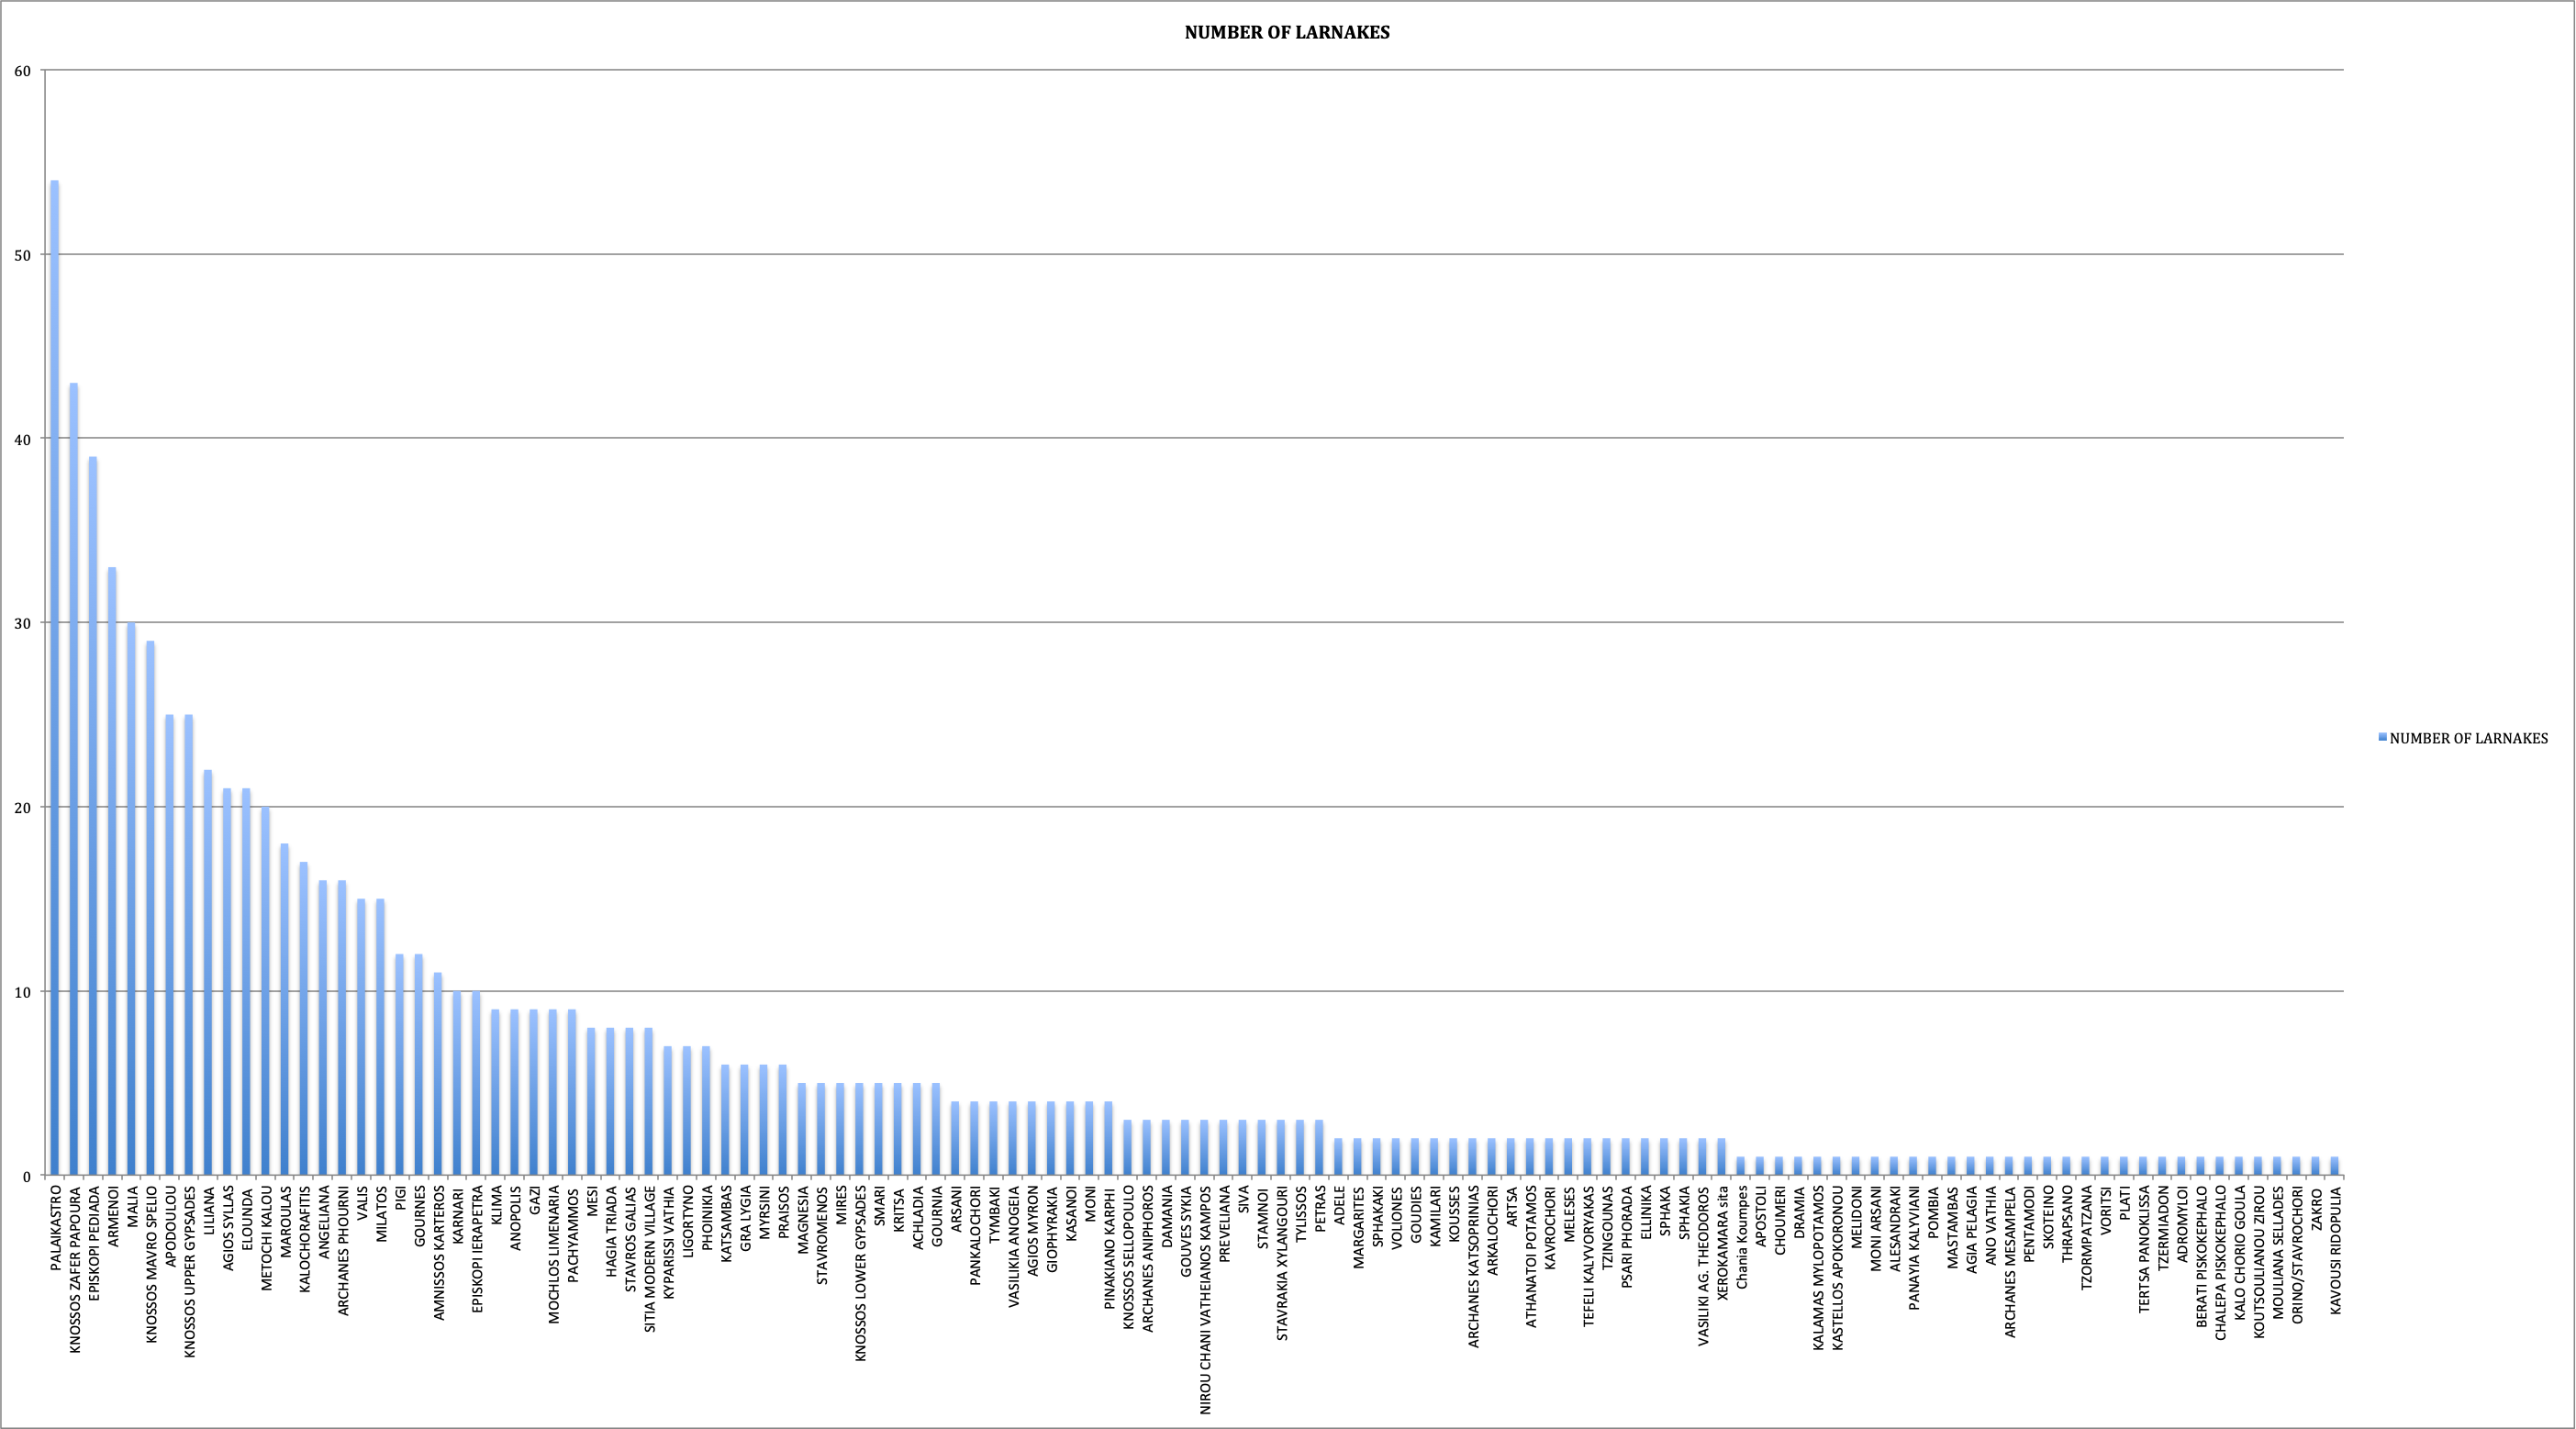 NUMBER OF LARNAKES
60
50
40
30
20
10
0
PALAIKASTRO
KNOSSOS ZAFER PAPOURA
EPISKOPI PEDIADA
ARMENOI
MALIA
KNOSSOS MAVRO SPELIO
APODOULOU
KNOSSOS UPPER GYPSADES
LILIANA
AGIOS SYLLAS
ELOUNDA
METOCHI KALOU
MAROULAS
KALOCHORAFITIS
ANGELIANA
ARCHANES PHOURNI
VALIS
MILATOS
PIGI
GOURNES
AMNISSOS KARTEROS
KARNARI
EPISKOPI IERAPETRA
KLIMA
ANOPOLIS
GAZI
MOCHLOS LIMENARIA
PACHYAMMOS
MESI
HAGIA TRIADA
STAVROS GALIAS
SITIA MODERN VILLAGE
KYPARISSI VATHIA
LIGORTYNO
PHOINIKIA
KATSAMBAS
GRA LYGIA
MYRSINI
PRAISOS
MAGNESIA
STAVROMENOS
MIRES
KNOSSOS LOWER GYPSADES
SMARI
KRITSA
ACHLADIA
GOURNIA
ARSANI
PANKALOCHORI
TYMBAKI
VASILIKIA ANOGEIA
AGIOS MYRON
GIOPHYRAKIA
KASANOI
MONI
PINAKIANO KARPHI
KNOSSOS SELLOPOULO
ARCHANES ANIPHOROS
DAMANIA
GOUVES SYKIA
NIROU CHANI VATHEIANOS KAMPOS
PREVELIANA
SIVA
STAMNOI
STAVRAKIA XYLANGOURI
TYLISSOS
PETRAS
ADELE
MARGARITES
SPHAKAKI
VOLIONES
GOUDIES
KAMILARI
KOUSSES
ARCHANES KATSOPRINIAS
ARKALOCHORI
ARTSA
ATHANATOI POTAMOS
KAVROCHORI
MELESES
TEFELI KALYVORYAKAS
TZINGOUNAS
PSARI PHORADA
ELLINIKA
SPHAKA
SPHAKIA
VASILIKI AG. THEODOROS
XEROKAMARA sita
Chania Koumpes
APOSTOLI
CHOUMERI
DRAMIA
KALAMAS MYLOPOTAMOS
KASTELLOS APOKORONOU
MELIDONI
MONI ARSANI
ALESANDRAKI
PANAYIA KALYVIANI
POMBIA
MASTAMBAS
AGIA PELAGIA
ANO VATHIA
ARCHANES MESAMPELA
PENTAMODI
SKOTEINO
THRAPSANO
TZORMPATZANA
VORITSI
PLATI
TERTSA PANOKLISSA
TZERMIADON
ADROMYLOI
BERATI PISKOKEPHALO
CHALEPA PISKOKEPHALO
KALO CHORIO GOULA
KOUTSOULIANOU ZIROU
MOULIANA SELLADES
ORINO/STAVROCHORI
ZAKRO
KAVOUSI RIDOPULIA
NUMBER OF LARNAKES